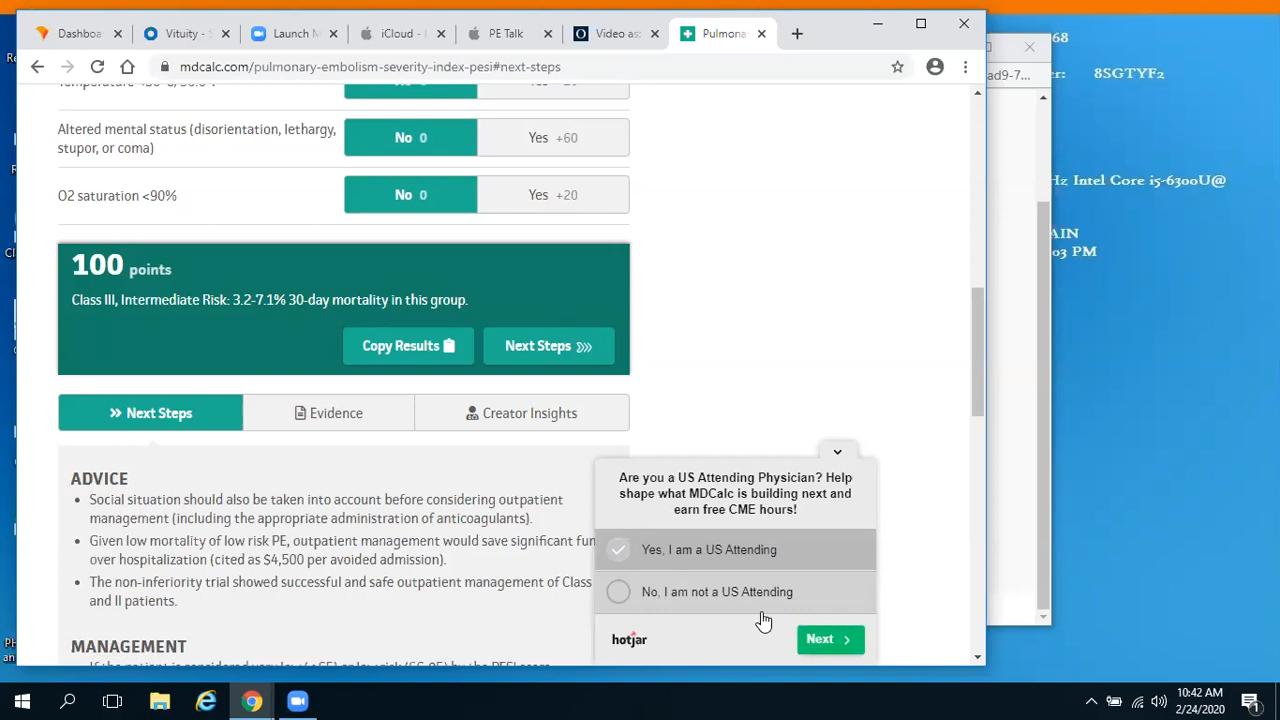 Dashboa
Vituity -
Launch M
iCloud -
PE Talk
Video as
Pulmona
mdcalc.com/pulmonary-embolism-severity-index-pesi#next-steps
68
8SGTYF2
ad9-7...
Hz Intel Core i5-6300U@
AIN
03 PM
Altered mental status (disorientation, lethargy,
stupor, or coma)
No 0
Yes +60
O2 saturation <90%
No 0
Yes +20
100 points
Class III, Intermediate Risk: 3.2-7.1% 30-day mortality in this group.
Copy Results
Next Steps
Next Steps
Evidence
Creator Insights
ADVICE
• Social situation should also be taken into account before considering outpatient
management (including the appropriate administration of anticoagulants).
• Given low mortality of low risk PE, outpatient management would save significant fun
over hospitalization (cited as $4,500 per avoided admission).
• The non-inferiority trial showed successful and safe outpatient management of Class
and II patients.
MANAGEMENT
Are you a US Attending Physician? Help
shape what MDCalc is building next and
earn free CME hours!
Yes, I am a US Attending
No, I am not a US Attending
hotjar
Next
10:42 AM
2/24/2020